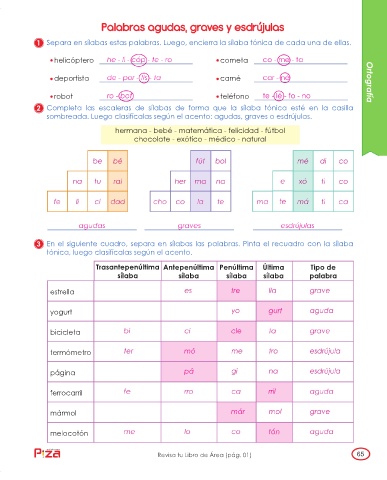 Palabras agudas, graves y esdrújulas
1 Separa en sílabas estas palabras. Luego, encierra la sílaba tónica de cada una de ellas.
• helicóptero he - li - cóp - te - ro • corneta co - me - ta
• deportista de - por - tis - ta • carné car - né
• robot ro - bot • teléfono te - lé - fo - no
Ortografía
2 Completa las escaleras de sílabas de forma que la sílaba tónica esté en la casilla
sombreada. Luego clasifícalas según el acento: agudas, graves o esdrújulas.
hermana - bebé - matemática - felicidad - fútbol
chocolate - exótico - médico - natural
be bé fút bol mé di co
na tu ral her ma na e xó ti co
fe li ci dad cho co la te ma te má ti ca
agudas graves esdrújulas
3 En el siguiente cuadro, separa en sílabas las palabras. Pinta el recuadro con la sílaba
tónica, luego clasifícalas según el acento.
Trasantepenúltima sílaba Antepenúltima sílaba Penúltima sílaba Última sílaba Tipo de palabra
estrella es tre lla grave
yogurt yo gurt aguda
bicicleta bi ci cle ta grave
termómetro ter mó me tro esdrújula
página pá gi na esdrújula
ferrocarril fe rro ca rril aguda
mármol már mol grave
melocotón me lo co tón aguda
Revisa tu Libro de Área (pág. 01)
65